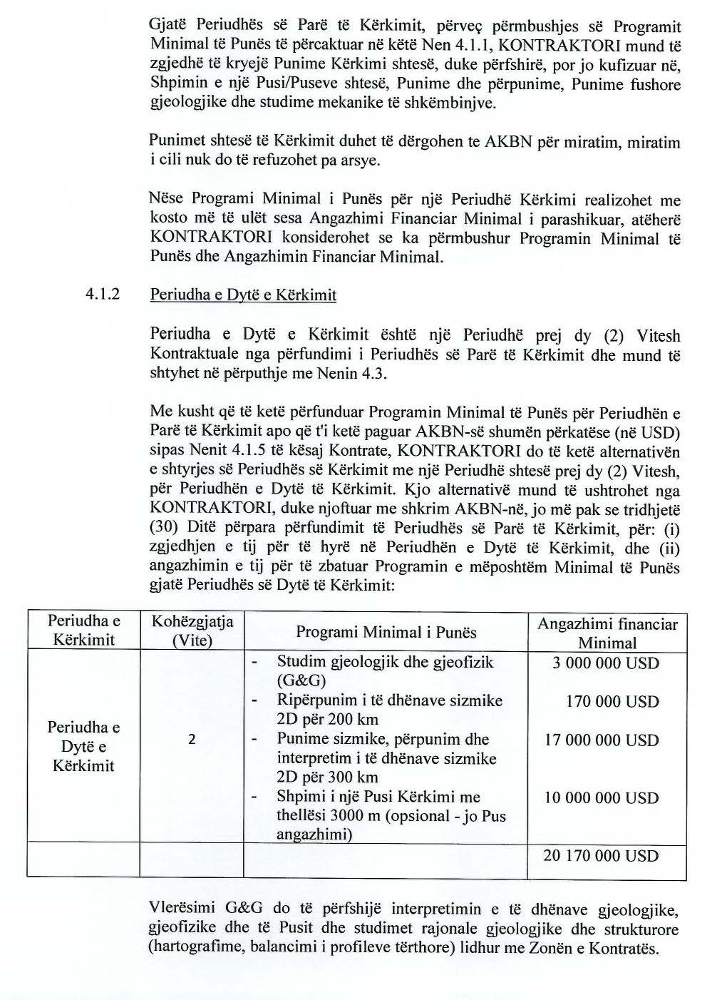 Gjatë Periudhës së Parë të Kërkimit, përveç përmbushjes së Programit
Minimal të Punës të përcaktuar në këtë Nen 4.1.1, KONTRAKTORI mund të
zgjedhë të kryejë Punime Kërkimi shtesë, duke përfshirë, por jo kufizuar në,
Shpimin e një Pusi/Puseve shtesë, Punime dhe përpunime, Punime fushore
gjeologjike dhe studime mekanike të shkëmbinjve.
Punimet shtesë të Kërkimit duhet të dërgohen te AKBN për miratim, miratim
i cili nuk do të refuzohet pa arsye.
Nëse Programi Minimal i Punës për një Periudhë Kërkimi realizohet me
kosto më të ulët sesa Angazhimi Financiar Minimal i parashikuar, atëherë
KONTRAKTORI konsiderohet se ka përmbushur Programin Minimal të
Punës dhe Angazhimin Financiar Minimal.
4.1.2 Periudha e Dytë e Kërkimit
Periudha e Dytë e Kërkimit është një Periudhë prej dy (2) Vitesh
Kontraktuale nga përfundimi i Periudhës së Parë të Kërkimit dhe mund të
shtyhet në përputhje me Nenin 4.3.
Me kusht që të ketë përfunduar Programin Minimal të Punës për Periudhën e
Parë të Kërkimit apo që t'i ketë paguar AKBN-së shumën përkatëse (në USD)
sipas Nenit 4.1.5 të kësaj Kontrate, KONTRAKTORI do të ketë alternativën
e shtyrjes së Periudhës së Kërkimit me një Periudhë shtesë prej dy (2) Vitesh,
për Periudhën e Dytë të Kërkimit. Kjo alternativë mund të ushtrohet nga
KONTRAKTORI, duke njoftuar me shkrim AKBN-në, jo më pak se tridhjetë
(30) Ditë përpara përfundimit të Periudhës së Parë të Kërkimit, për: (i)
zgjedhjen e tij për të hyrë në Periudhën e Dytë të Kërkimit, dhe (ii)
angazhimin e tij për të zbatuar Programin e mëposhtëm Minimal të Punës
gjatë Periudhës së Dytë të Kërkimit:
Periudha e
Kërkimit
Kohëzgjatja
(Vite)
Programi Minimal i Punës
Angazhimi financiar
Minimal
Periudha e
Dytë e
Kërkimit
2
- Studim gjeologjik dhe gjeofizik 3 000 000 USD
(G&G)
- Ripërpunim i të dhënave sizmike 170 000 USD
2D për 200 km
- Punime sizmike, përpunim dhe 17 000 000 USD
interpretim i të dhënave sizmike
2D për 300 km
- Shpimi i një Pusi Kërkimi me 10 000 000 USD
thellësi 3000 m (opsional - jo Pus
angazhimi)
20 170 000 USD
Vlerësimi G&G do të përfshijë interpretimin e të dhënave gjeologjike,
gjeofizike dhe të Pusit dhe studimet rajonale gjeologjike dhe strukturore
(hartografime, balancimi i profileve tërthore) lidhur me Zonën e Kontratës.